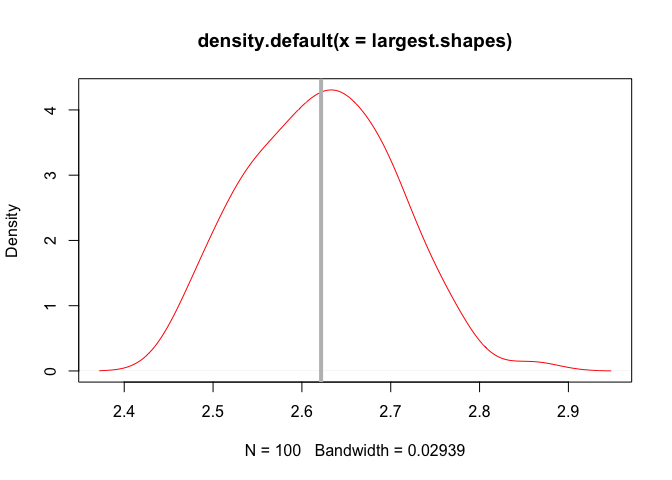 density.default(x = largest.shapes)
Density
4
3
2
1
0
2.4 2.5 2.6 2.7 2.8 2.9
N = 100 Bandwidth = 0.02939